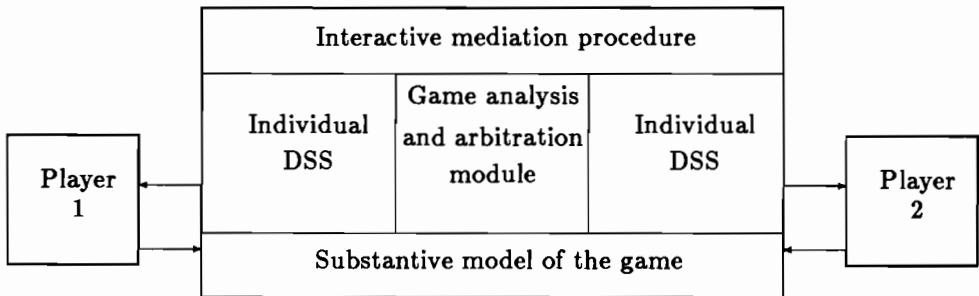 Interactive mediation procedure
Individual
DSS
Game analysis
and arbitration
module
Individual
DSS
Player
1
Player
2
Substantive model of the game